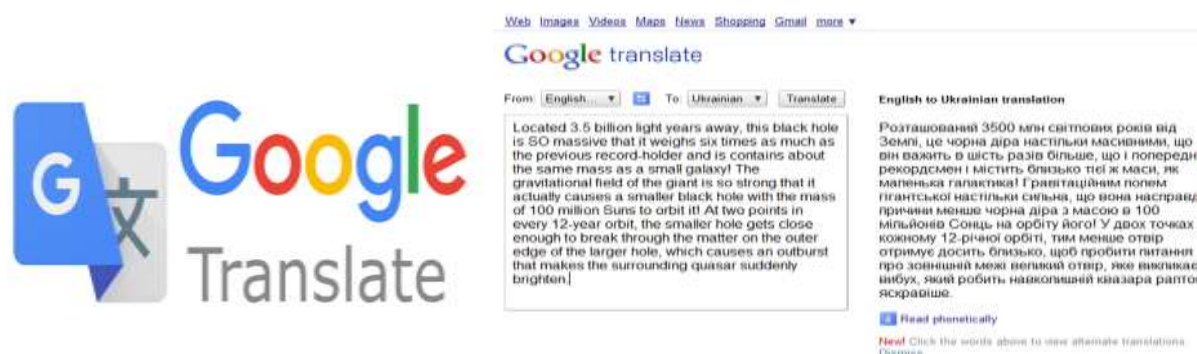 G 文
Google
Translate
Web Images Videos Maps News Shopping Gmail more ▼
Google translate
From: English... ▼ To: Ukrainian ▼ Translate
Located 3.5 billion light years away, this black hole
is SO massive that it weighs six times as much as
the previous record-holder and is contains about
the same mass as a small galaxy! The
gravitational field of the giant is so strong that it
actually causes a smaller black hole with the mass
of 100 million Suns to orbit it! At two points in
every 12-year orbit, the smaller hole gets close
enough to break through the matter on the outer
edge of the larger hole, which causes an outburst
that makes the surrounding quasar suddenly
brighten.
English to Ukrainian translation
Розташований 3500 млн світлових років від
Землі, це чорна діра настільки масивними, що
він важить в шість разів більше, що і попередн
рекордсмен і містить близько тієї ж маси, як
маленька галактика! Гравітаційним полем
гігантської настільки сильна, що вона насправд
причини менше чорна діра з масою в 100
мільйонів Сонць на орбіту його! У двох точках
кожному 12-річної орбіті, тим менше отвір
отримує досить близько, щоб пробити питання
про зовнішній межі великий отвір, яке викликає
вибух, який робить навколишній квазара рапто
яскравіше.
Read phonetically
New! Click the words above to view alternate translations.
Dismiss